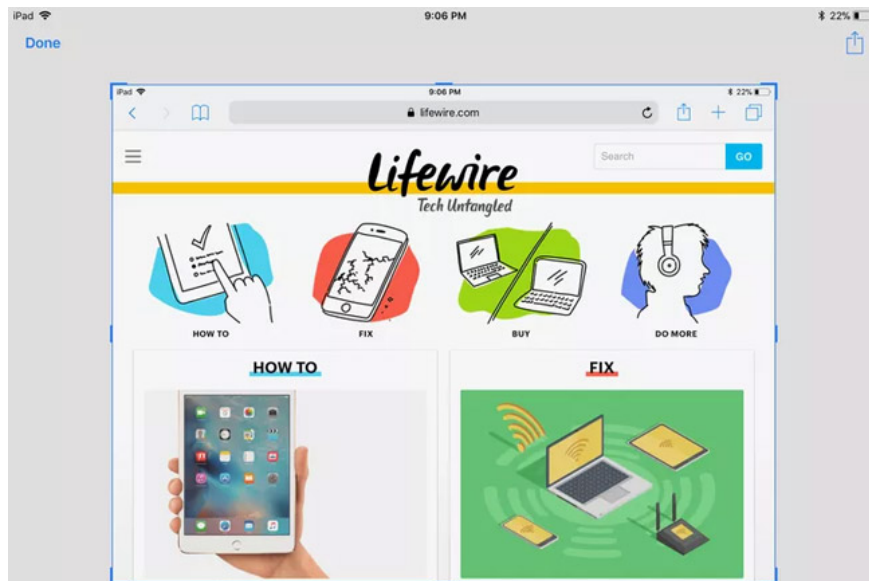 iPad 9:06 PM 22%
Done
iPad 9:06 PM 22%
lifewire.com
Lifewire
Search GO
Tech Untangled
HOW TO FIX BUY DO MORE
HOW TO FIX